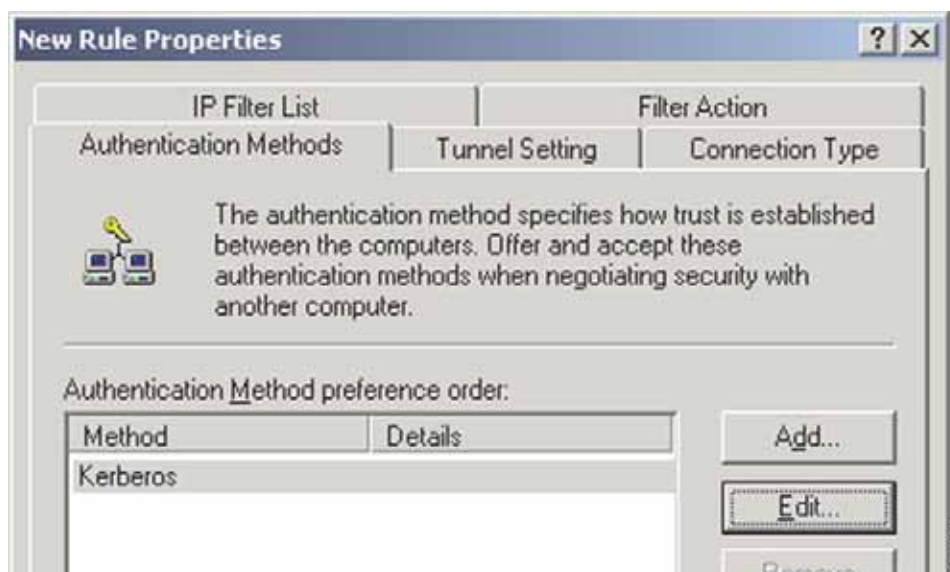 New Rule Properties
IP Filter List
Filter Action
Authentication Methods
Tunnel Setting
Connection Type
The authentication method specifies how trust is established
between the computers. Offer and accept these
authentication methods when negotiating security with
another computer.
Authentication Method preference order:
Method
Details
Kerberos
Add...
Edit...